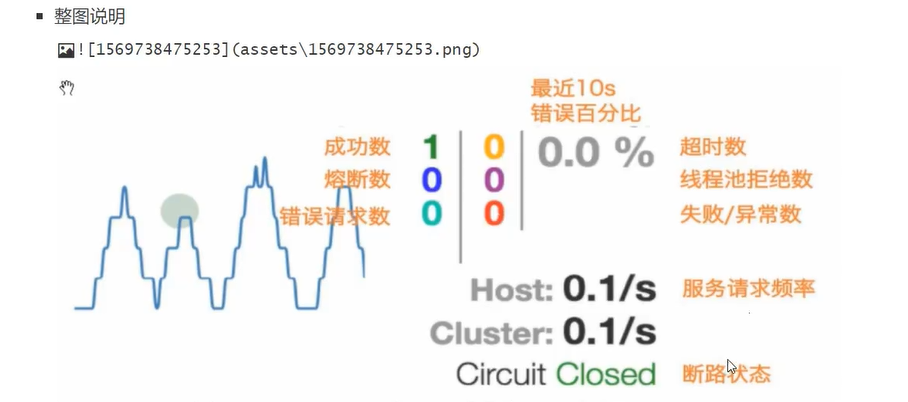 整图说明
![1569738475253](assets\1569738475253.png)
最近10s
错误百分比
成功数 1 0 0.0 % 超时数
熔断数 0 0 线程池拒绝数
错误请求数 0 0 失败/异常数
Host: 0.1/s 服务请求频率
Cluster: 0.1/s
Circuit Closed 断路状态